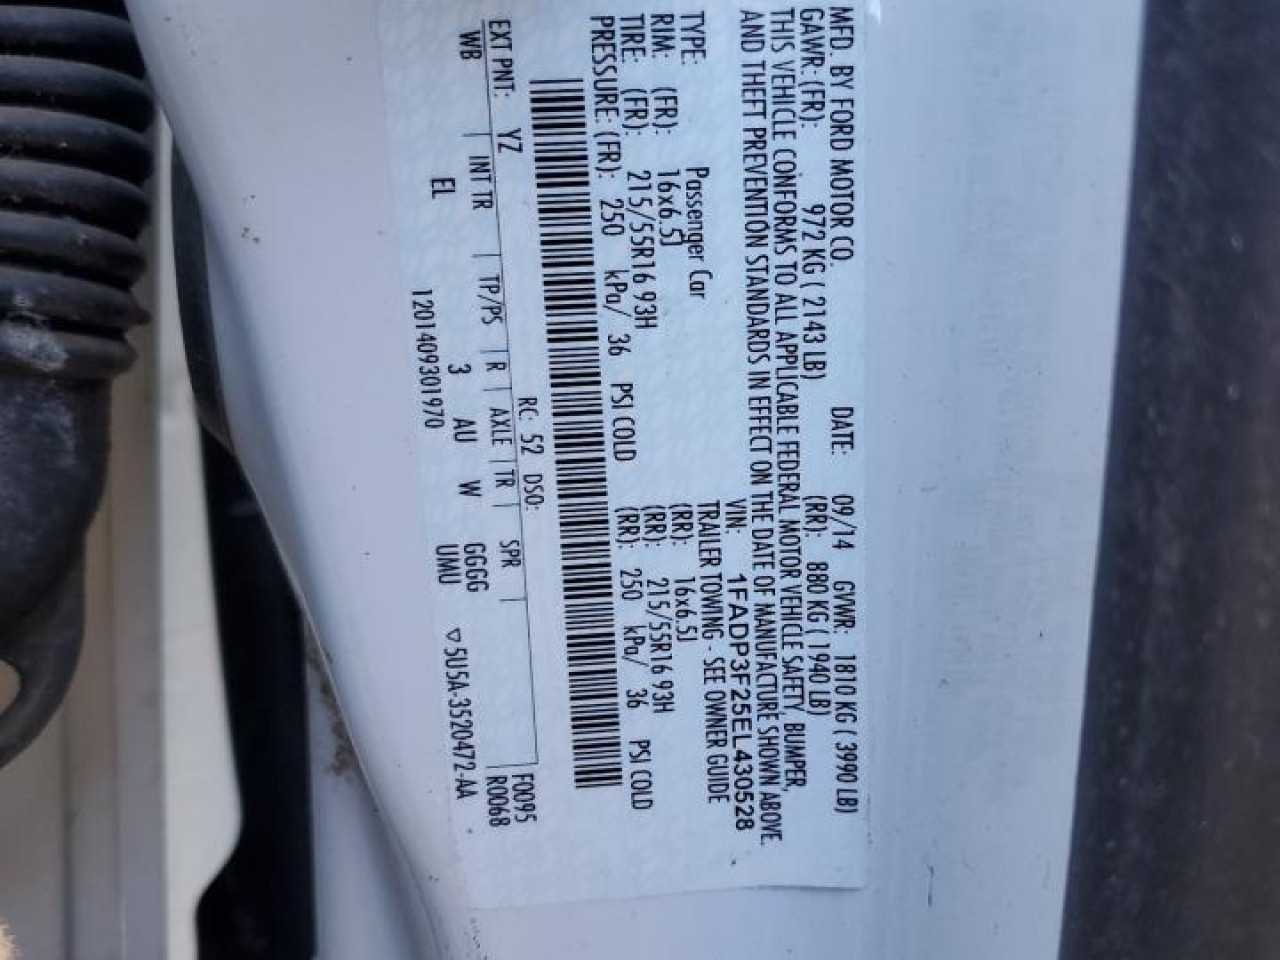 MFD. BY FORD MOTOR CO. DATE: 09/14 GVWR: 1810 KG ( 3990 LB)
GAWR: (FR): 972 KG ( 2143 LB) (RR): 880 KG ( 1940 LB)
THIS VEHICLE CONFORMS TO ALL APPLICABLE FEDERAL MOTOR VEHICLE SAFETY, BUMPER,
AND THEFT PREVENTION STANDARDS IN EFFECT ON THE DATE OF MANUFACTURE SHOWN ABOVE.
VIN: 1FADP3F25EL430528
TYPE: Passenger Car TRAILER TOWING - SEE OWNER GUIDE
RIM: (FR): 16x6.5J (RR): 16x6.5J
TIRE: (FR): 215/55R16 93H (RR): 215/55R16 93H
PRESSURE: (FR): 250 kPa/ 36 PSI COLD (RR): 250 kPa/ 36 PSI COLD
EXT PNT: YZ RC: 52 DSO: F0095
WB | INT TR | TP/PS | R | AXLE | TR | SPR | R0068
EL 3 AU W GGGG
UMU ▽5U5A-3520472-AA
1201409301970